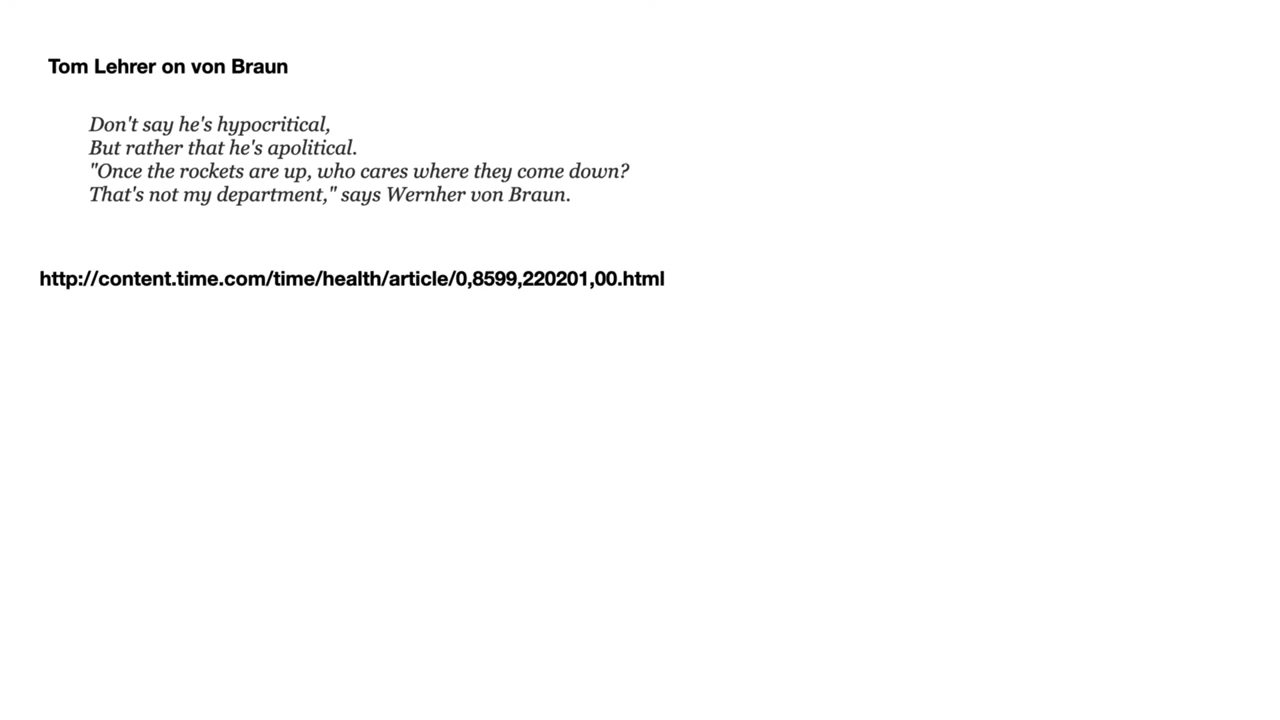 Tom Lehrer on von Braun
Don't say he's hypocritical,
But rather that he's apolitical.
"Once the rockets are up, who cares where they come down?
That's not my department," says Wernher von Braun.
http://content.time.com/time/health/article/0,8599,220201,00.html